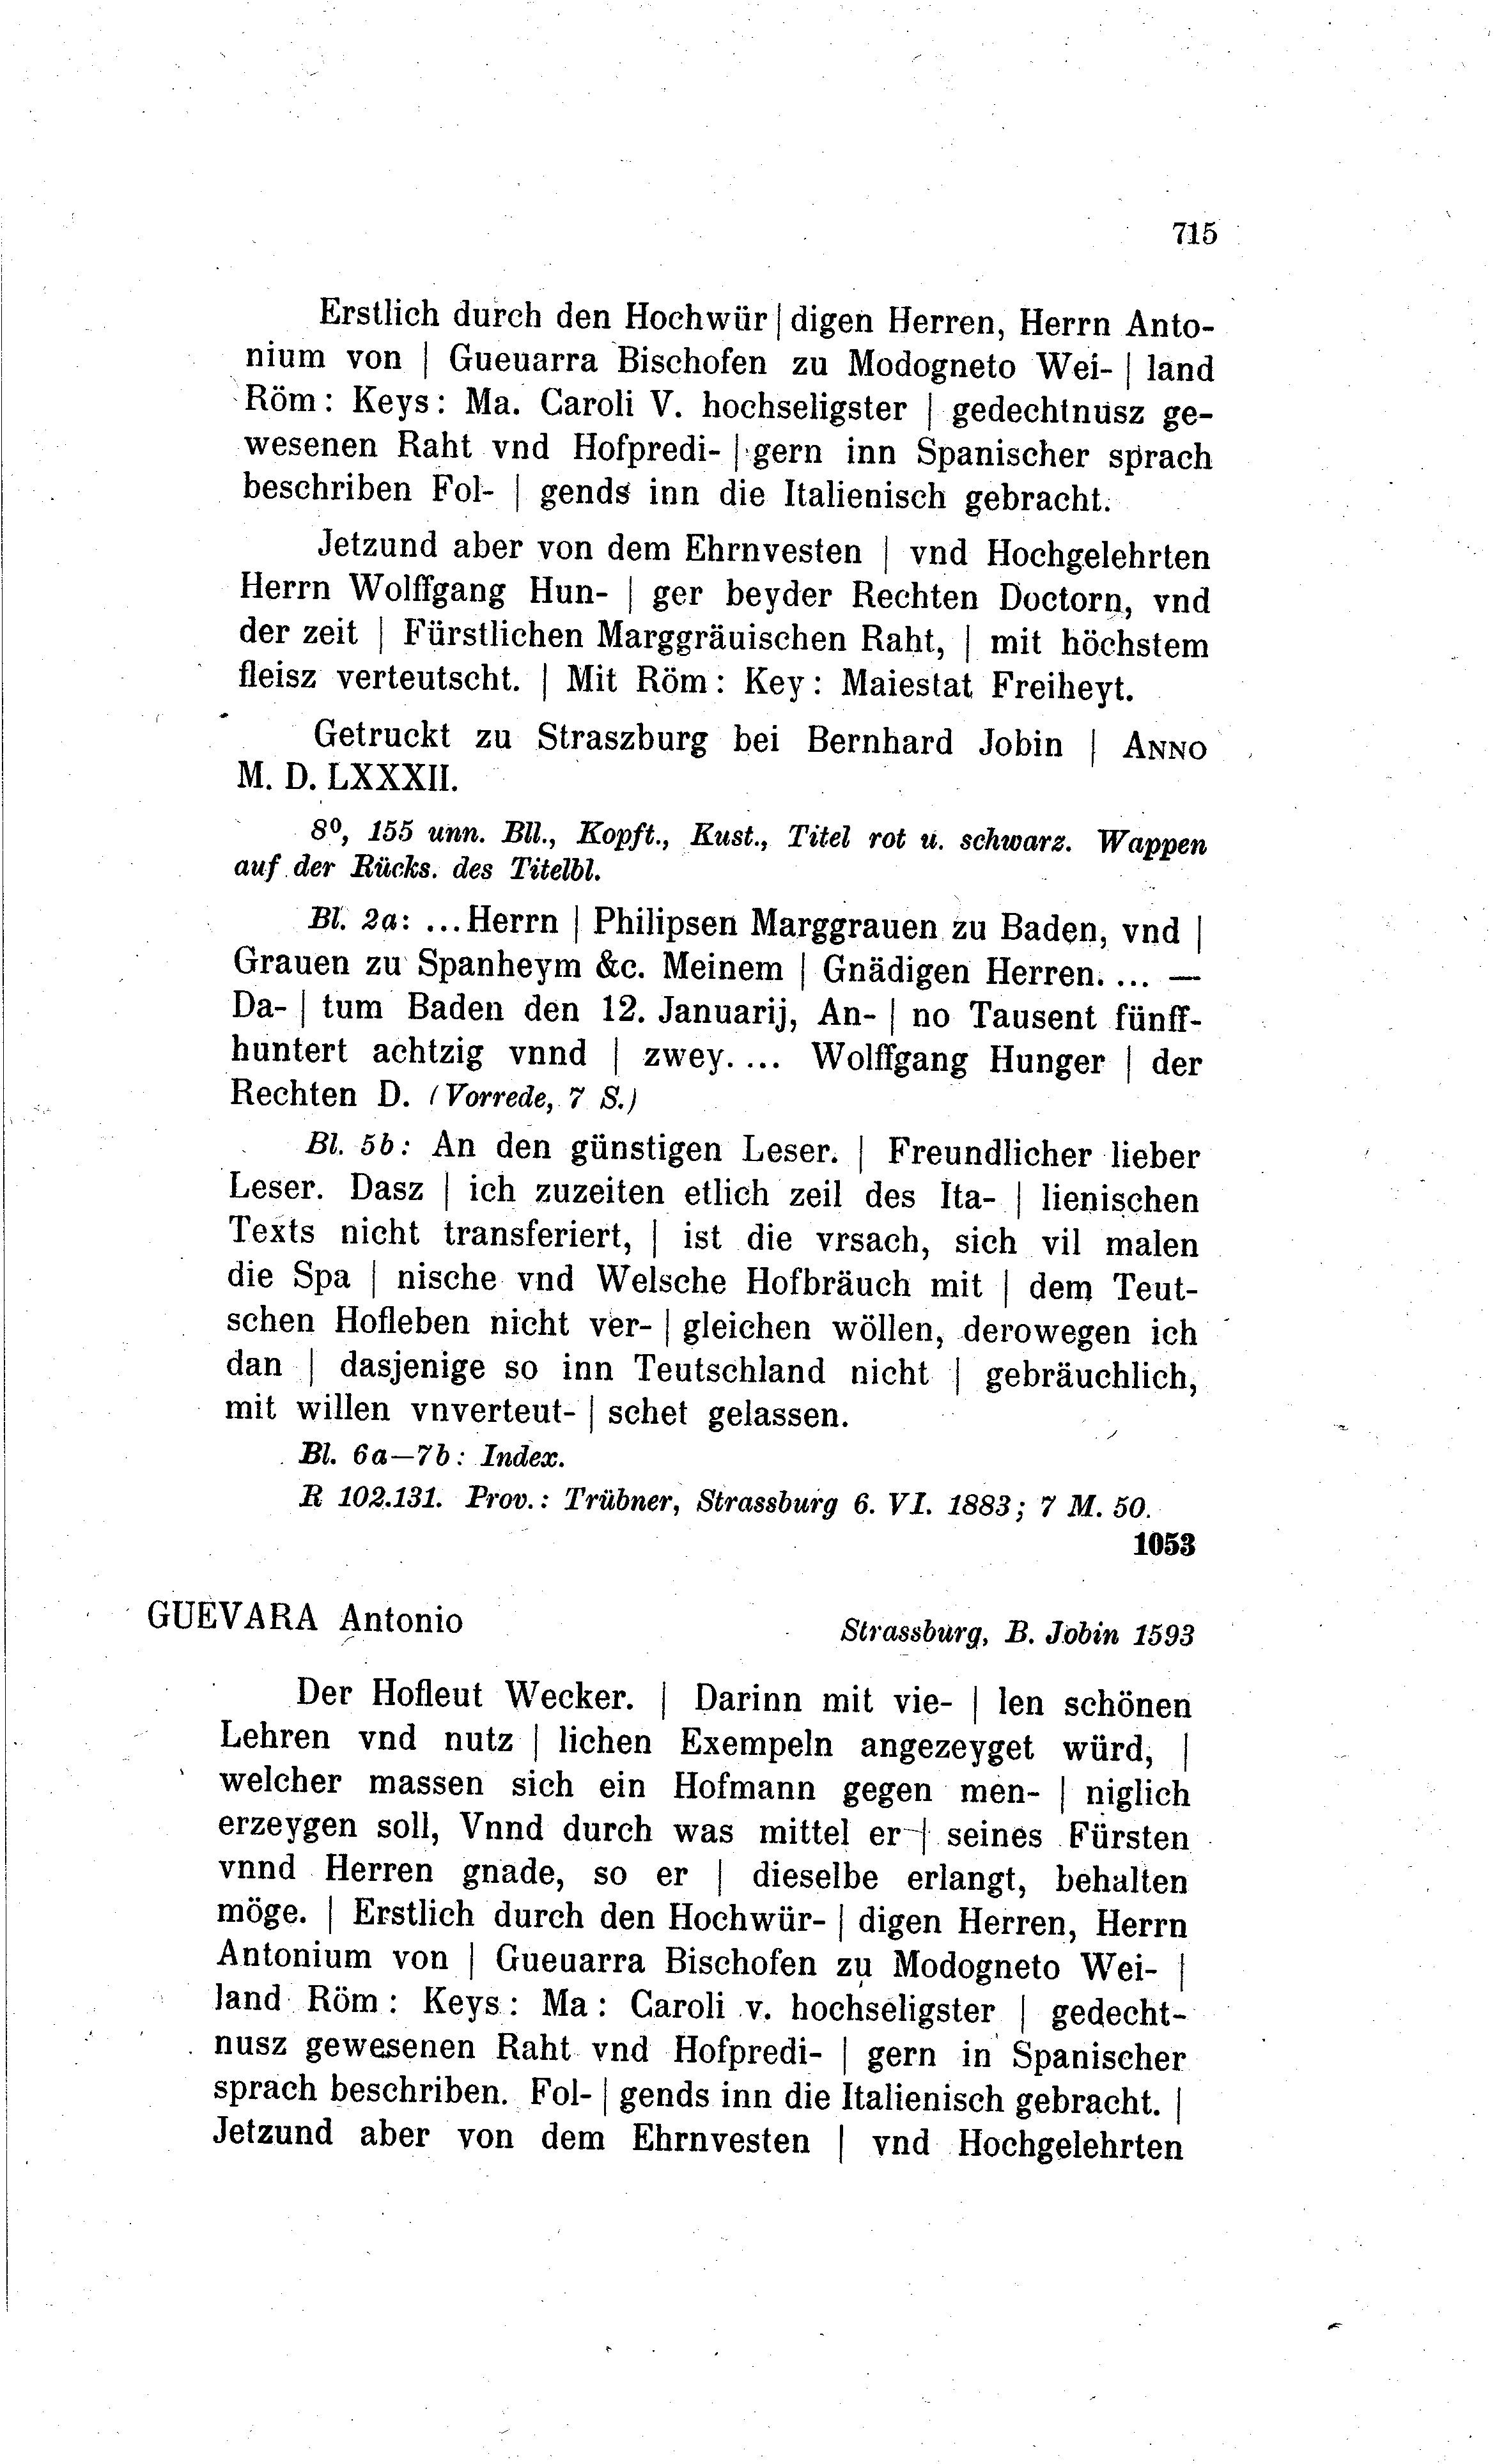 715
Erstlich durch den Hochwür | digen Herren, Herrn Anto-
nium von | Gueuarra Bischofen zu Modogneto Wei- | land
Röm: Keys: Ma. Caroli V. hochseligster | gedechtnusz ge-
wesenen Raht vnd Hofpredi- | gern inn Spanischer sprach
beschriben Fol- | gends inn die Italienisch gebracht.
Jetzund aber von dem Ehrnvesten | vnd Hochgelehrten
Herrn Wolffgang Hun- | ger beyder Rechten Doctorn, vnd
der zeit | Fürstlichen Marggräuischen Raht, | mit höchstem
fleisz verteutscht. | Mit Röm: Key: Maiestat Freiheyt.
Getruckt zu Straszburg bei Bernhard Jobin | ANNO
M. D. LXXXII.
8⁰, 155 unn. Bll., Kopft., Kust., Titel rot u. schwarz. Wappen
auf der Rücks. des Titelbl.
Bl. 2a: ... Herrn | Philipsen Marggrauen zu Baden, vnd |
Grauen zu Spanheym &c. Meinem | Gnädigen Herren. ... —
Da- | tum Baden den 12. Januarij, An- | no Tausent fünff-
huntert achtzig vnnd | zwey. ... Wolffgang Hunger | der
Rechten D. (Vorrede, 7 S.)
Bl. 5b: An den günstigen Leser. | Freundlicher lieber
Leser. Dasz | ich zuzeiten etlich zeil des Ita- | lienischen
Texts nicht transferiert, | ist die vrsach, sich vil malen
die Spa | nische vnd Welsche Hofbräuch mit | dem Teut-
schen Hofleben nicht ver- | gleichen wöllen, derowegen ich
dan | dasjenige so inn Teutschland nicht | gebräuchlich,
mit willen vnverteut- | schet gelassen.
Bl. 6a—7b: Index.
R 102.131. Prov.: Trübner, Strassburg 6. VI. 1883; 7 M. 50.
1053
GUEVARA Antonio
Strassburg, B. Jobin 1593
Der Hofleut Wecker. | Darinn mit vie- | len schönen
Lehren vnd nutz | lichen Exempeln angezeyget würd, |
welcher massen sich ein Hofmann gegen men- | niglich
erzeygen soll, Vnnd durch was mittel er | seines Fürsten
vnnd Herren gnade, so er | dieselbe erlangt, behalten
möge. | Erstlich durch den Hochwür- | digen Herren, Herrn
Antonium von | Gueuarra Bischofen zu Modogneto Wei- |
land Röm: Keys: Ma: Caroli v. hochseligster | gedecht-
nusz gewesenen Raht vnd Hofpredi- | gern in Spanischer
sprach beschriben. Fol- | gends inn die Italienisch gebracht. |
Jetzund aber von dem Ehrnvesten | vnd Hochgelehrten